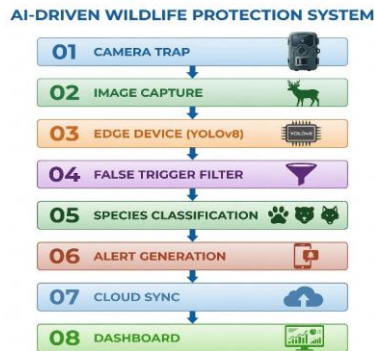 AI-DRIVEN WILDLIFE PROTECTION SYSTEM
01 CAMERA TRAP
02 IMAGE CAPTURE
03 EDGE DEVICE (YOLOv8)
YOLOv8
04 FALSE TRIGGER FILTER
05 SPECIES CLASSIFICATION
06 ALERT GENERATION
07 CLOUD SYNC
08 DASHBOARD